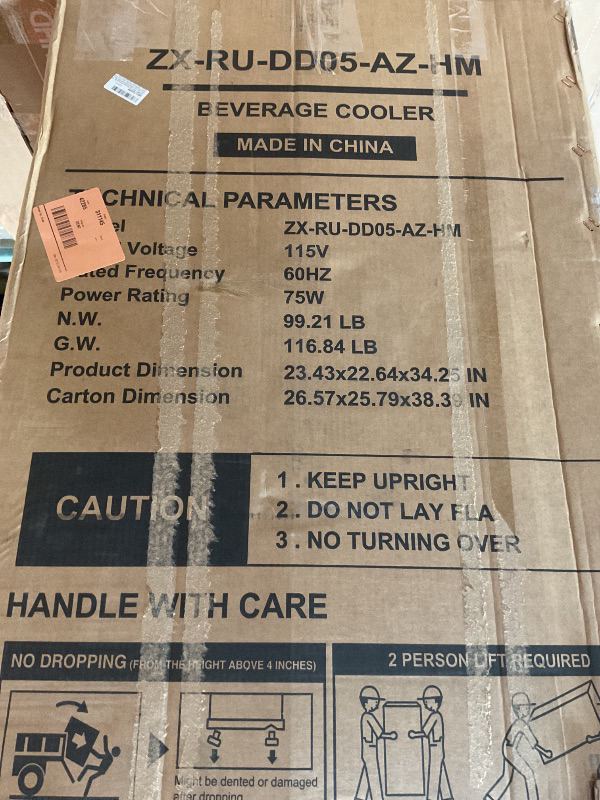 ZX-RU-DD05-AZ-HM
BEVERAGE COOLER
MADE IN CHINA
TECHNICAL PARAMETERS
ZX-RU-DD05-AZ-HM
Voltage 115V
Rated Frequency 60HZ
Power Rating 75W
N.W. 99.21 LB
G.W. 116.84 LB
Product Dimension 23.43x22.64x34.25 IN
Carton Dimension 26.57x25.79x38.39 IN
CAUTION
1 . KEEP UPRIGHT
2 . DO NOT LAY FLA
3 . NO TURNING OVER
HANDLE WITH CARE
NO DROPPING (FROM THE HEIGHT ABOVE 4 INCHES)
2 PERSON LIFT REQUIRED
Might be dented or damaged
after dropping